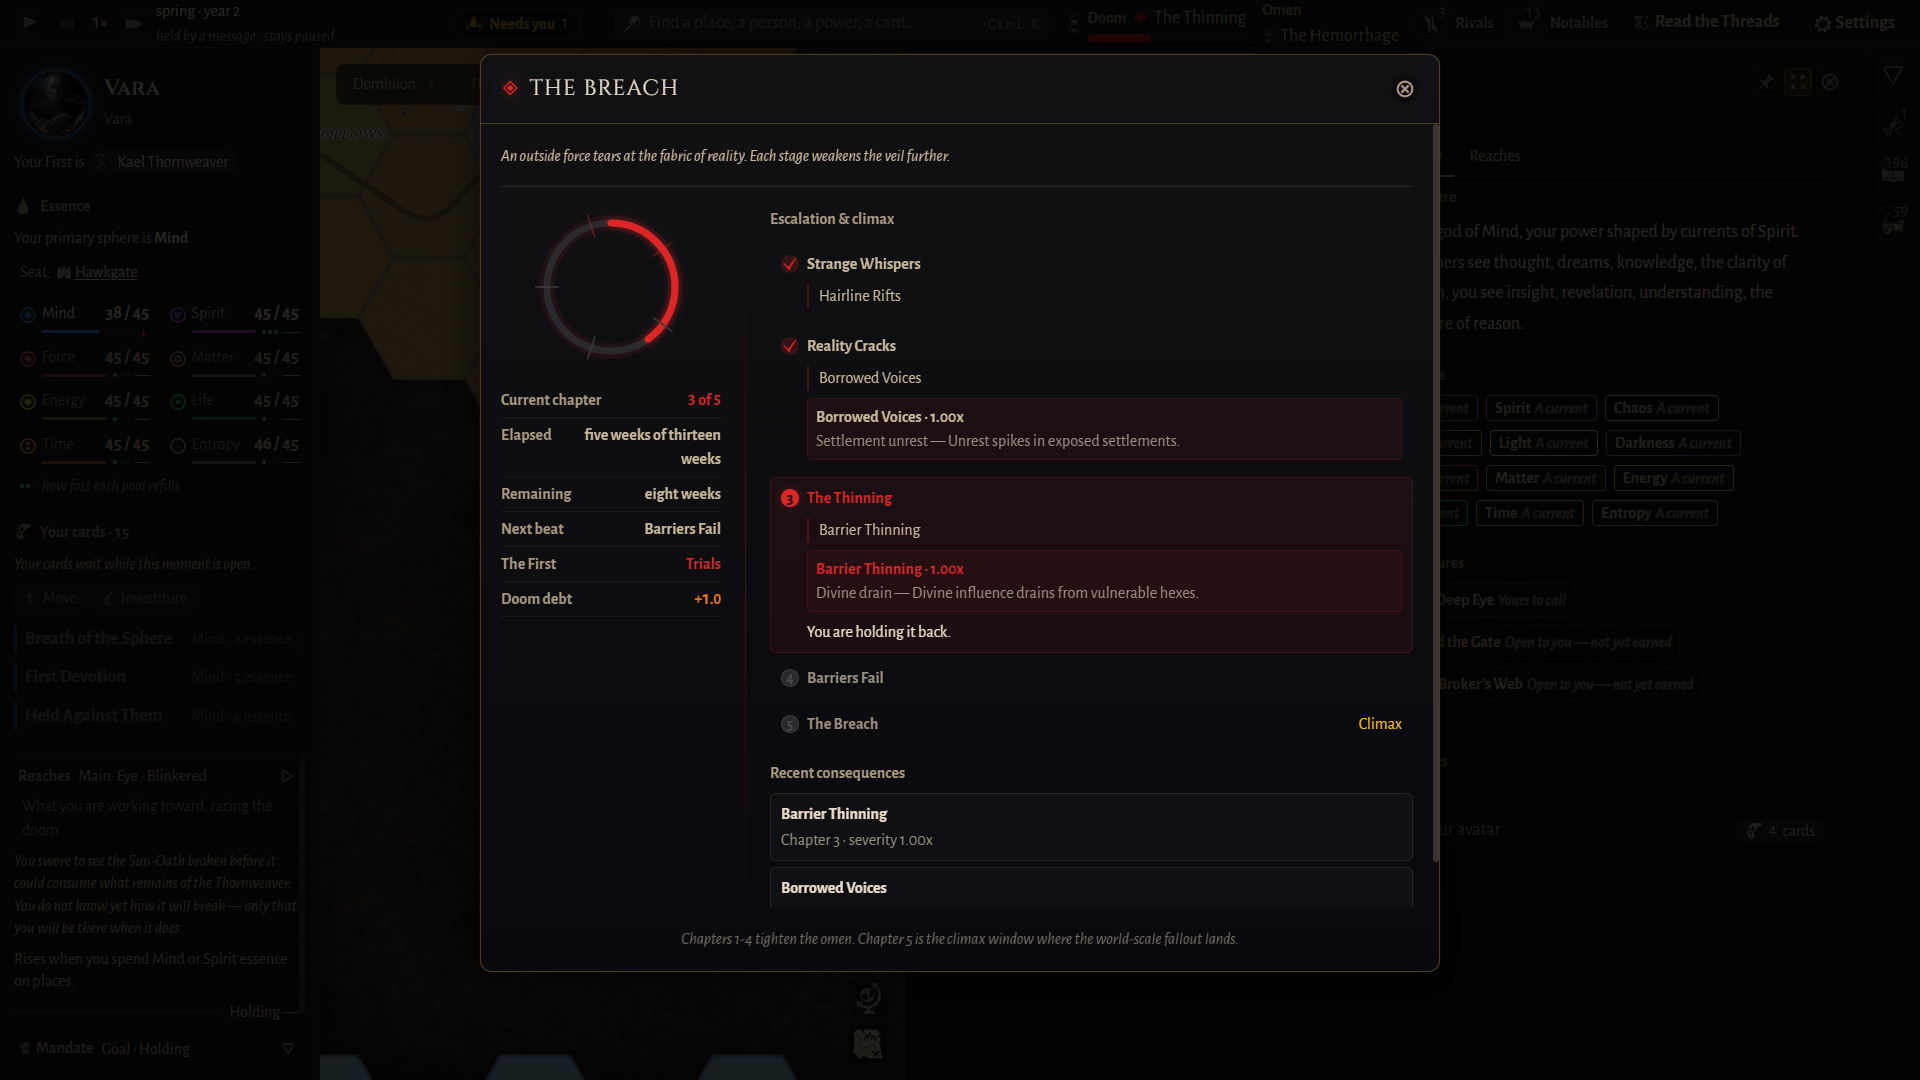 spring · year 2
1×
held by a message · stays paused
Needs you 1
Find a place, a person, a power, a card... Ctrl K
Doom The Thinning
Omen
The Hemorrhage
3
Rivals
13
Notables
Read the Threads
Settings
VARA
Vara
Your First is Kael Thornweaver
Essence
Your primary sphere is Mind.
Seat: Hawkgate
Mind 38/45 Spirit 45/45
Force 45/45 Matter 45/45
Energy 45/45 Life 45/45
Time 45/45 Entropy 46/45
how fast each pool refills
Your cards · 15
Your cards wait while this moment is open.
Move Investiture
Breath of the Sphere Mind · 4 essence
First Devotion Mind · 5 essence
Held Against Them Mind · 4 essence
Reaches Main: Eye · Blinkered
What you are working toward, racing the
doom.
You swore to see the Sun-Oath broken before it
could consume what remains of the Thornweaver.
You do not know yet how it will break — only that
you will be there when it does.
Rises when you spend Mind or Spirit essence
on places.
Holding —
Mandate Goal · Holding
Dominion 1
OLLOWS
THE BREACH
An outside force tears at the fabric of reality. Each stage weakens the veil further.
Current chapter 3 of 5
Elapsed five weeks of thirteen
weeks
Remaining eight weeks
Next beat Barriers Fail
The First Trials
Doom debt +1.0
Escalation & climax
Strange Whispers
Hairline Rifts
Reality Cracks
Borrowed Voices
Borrowed Voices · 1.00x
Settlement unrest — Unrest spikes in exposed settlements.
3 The Thinning
Barrier Thinning
Barrier Thinning · 1.00x
Divine drain — Divine influence drains from vulnerable hexes.
You are holding it back.
4 Barriers Fail
5 The Breach Climax
Recent consequences
Barrier Thinning
Chapter 3 · severity 1.00x
Borrowed Voices
Chapters 1-4 tighten the omen. Chapter 5 is the climax window where the world-scale fallout lands.
Reaches
god of Mind, your power shaped by currents of Spirit.
hers see thought, dreams, knowledge, the clarity of
, you see insight, revelation, understanding, the
re of reason.
Spirit A current Chaos A current
Light A current Darkness A current
Matter A current Energy A current
Time A current Entropy A current
Deep Eye Yours to call
the Gate Open to you — not yet earned
Broker's Web Open to you — not yet earned
ur avatar
4 cards
1
196
59